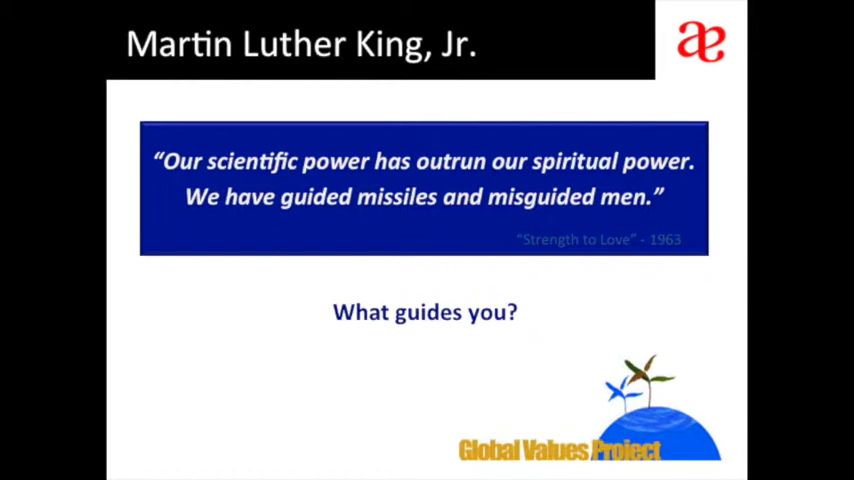 Martin Luther King, Jr.
æ
“Our scientific power has outrun our spiritual power.
We have guided missiles and misguided men.”
“Strength to Love” - 1963
What guides you?
Global Values Project